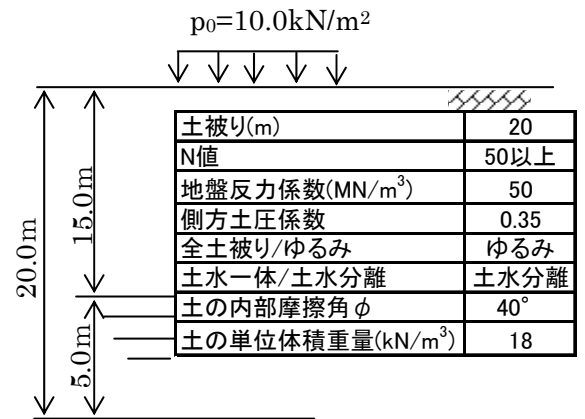 p₀=10.0kN/m²
20.0m
15.0m
5.0m
土被り(m) 20
N値 50以上
地盤反力係数(MN/m³) 50
側方土圧係数 0.35
全土被り/ゆるみ ゆるみ
土水一体/土水分離 土水分離
土の内部摩擦角φ 40°
土の単位体積重量(kN/m³) 18